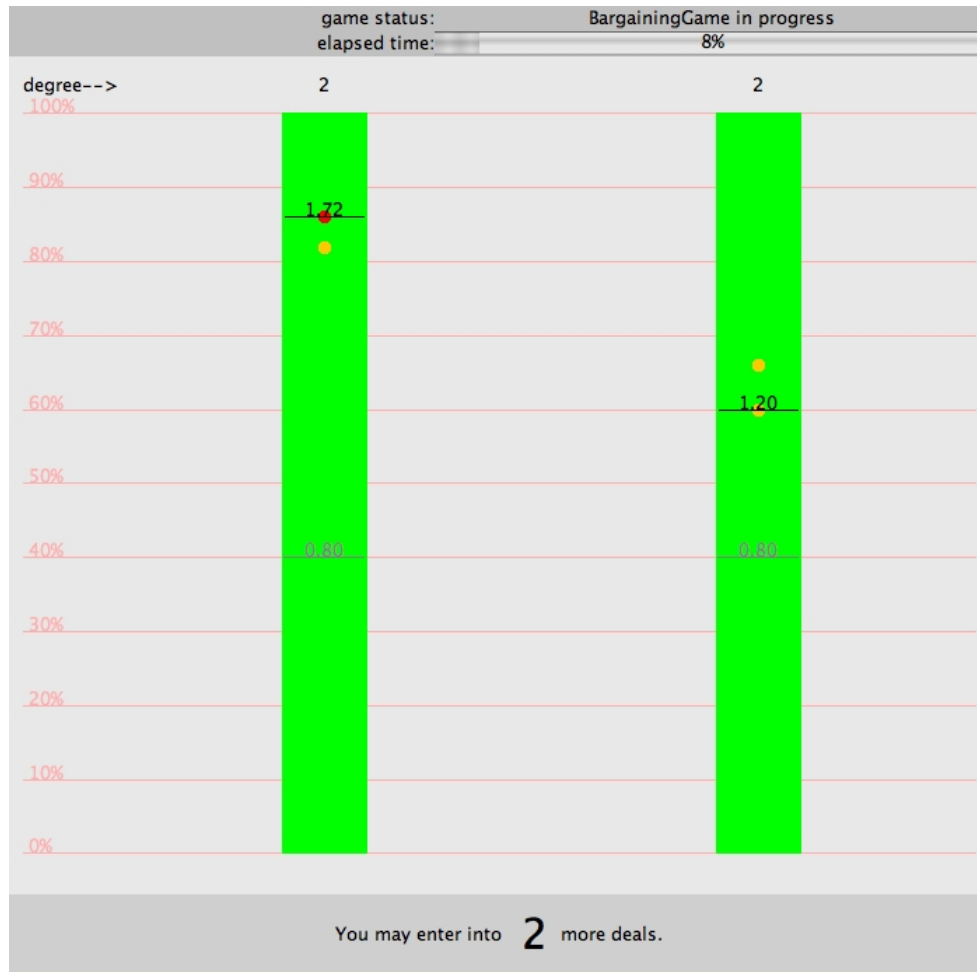 game status: BargainingGame in progress
elapsed time: 8%
degree--> 2 2
100%
90%
1.72
80%
70%
60% 1.20
50%
40% 0.80 0.80
30%
20%
10%
0%
You may enter into 2 more deals.